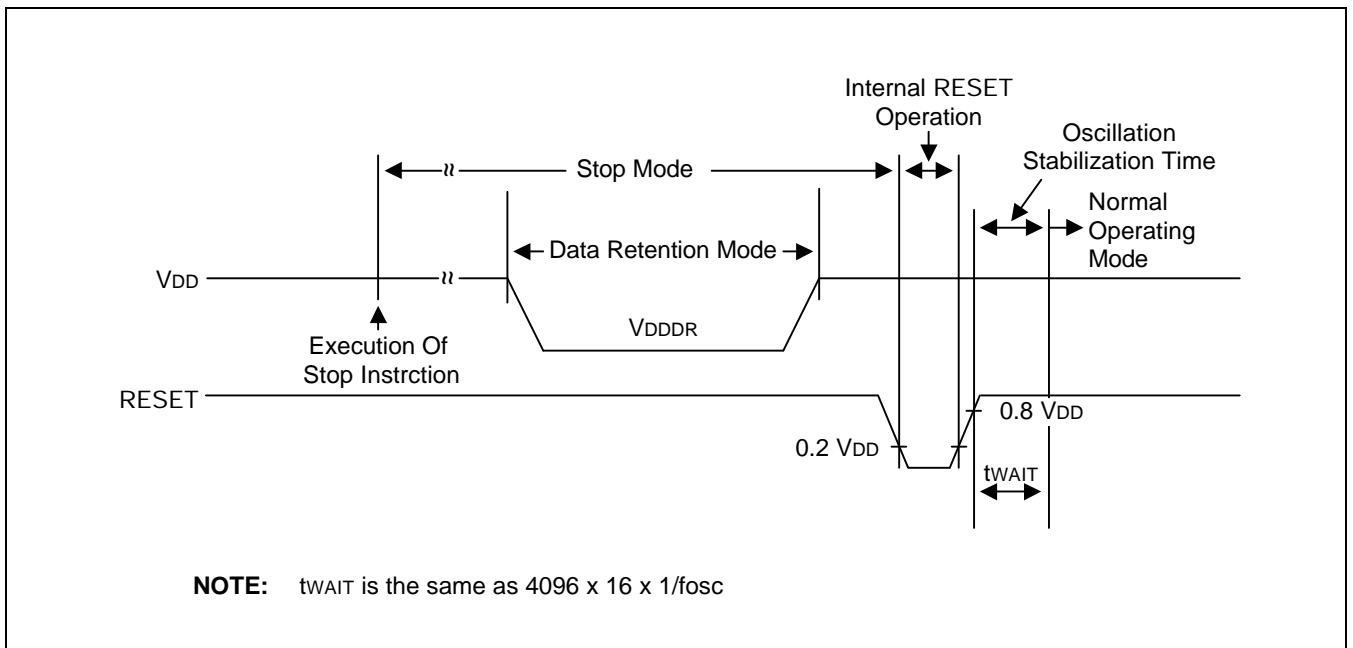 Internal RESET
Operation
Oscillation
Stabilization Time
Stop Mode
Normal
Operating
Mode
Data Retention Mode
VDD
VDDDR
Execution Of
Stop Instrction
RESET
0.8 VDD
0.2 VDD
tWAIT
NOTE: tWAIT is the same as 4096 x 16 x 1/fosc